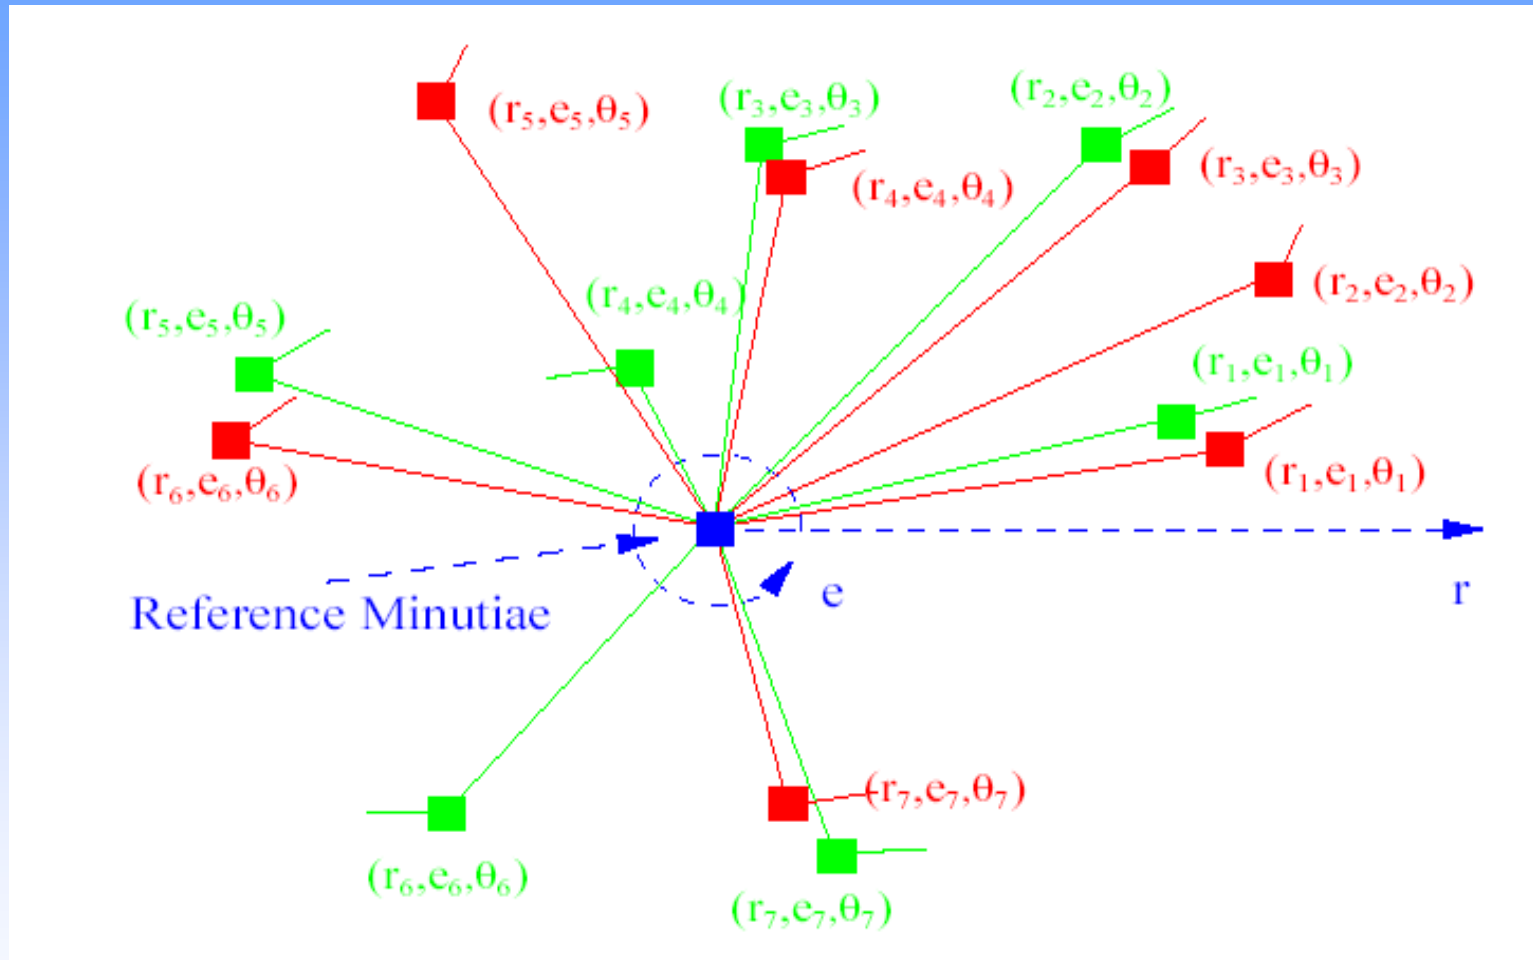 (r₂,e₂,θ₂)
(r₃,e₃,θ₃)
(r₅,e₅,θ₅)
(r₃,e₃,θ₃)
(r₄,e₄,θ₄)
(r₂,e₂,θ₂)
(r₄,e₄,θ₄)
(r₅,e₅,θ₅)
(r₁,e₁,θ₁)
(r₁,e₁,θ₁)
(r₆,e₆,θ₆)
e
r
Reference Minutiae
(r₇,e₇,θ₇)
(r₆,e₆,θ₆)
(r₇,e₇,θ₇)